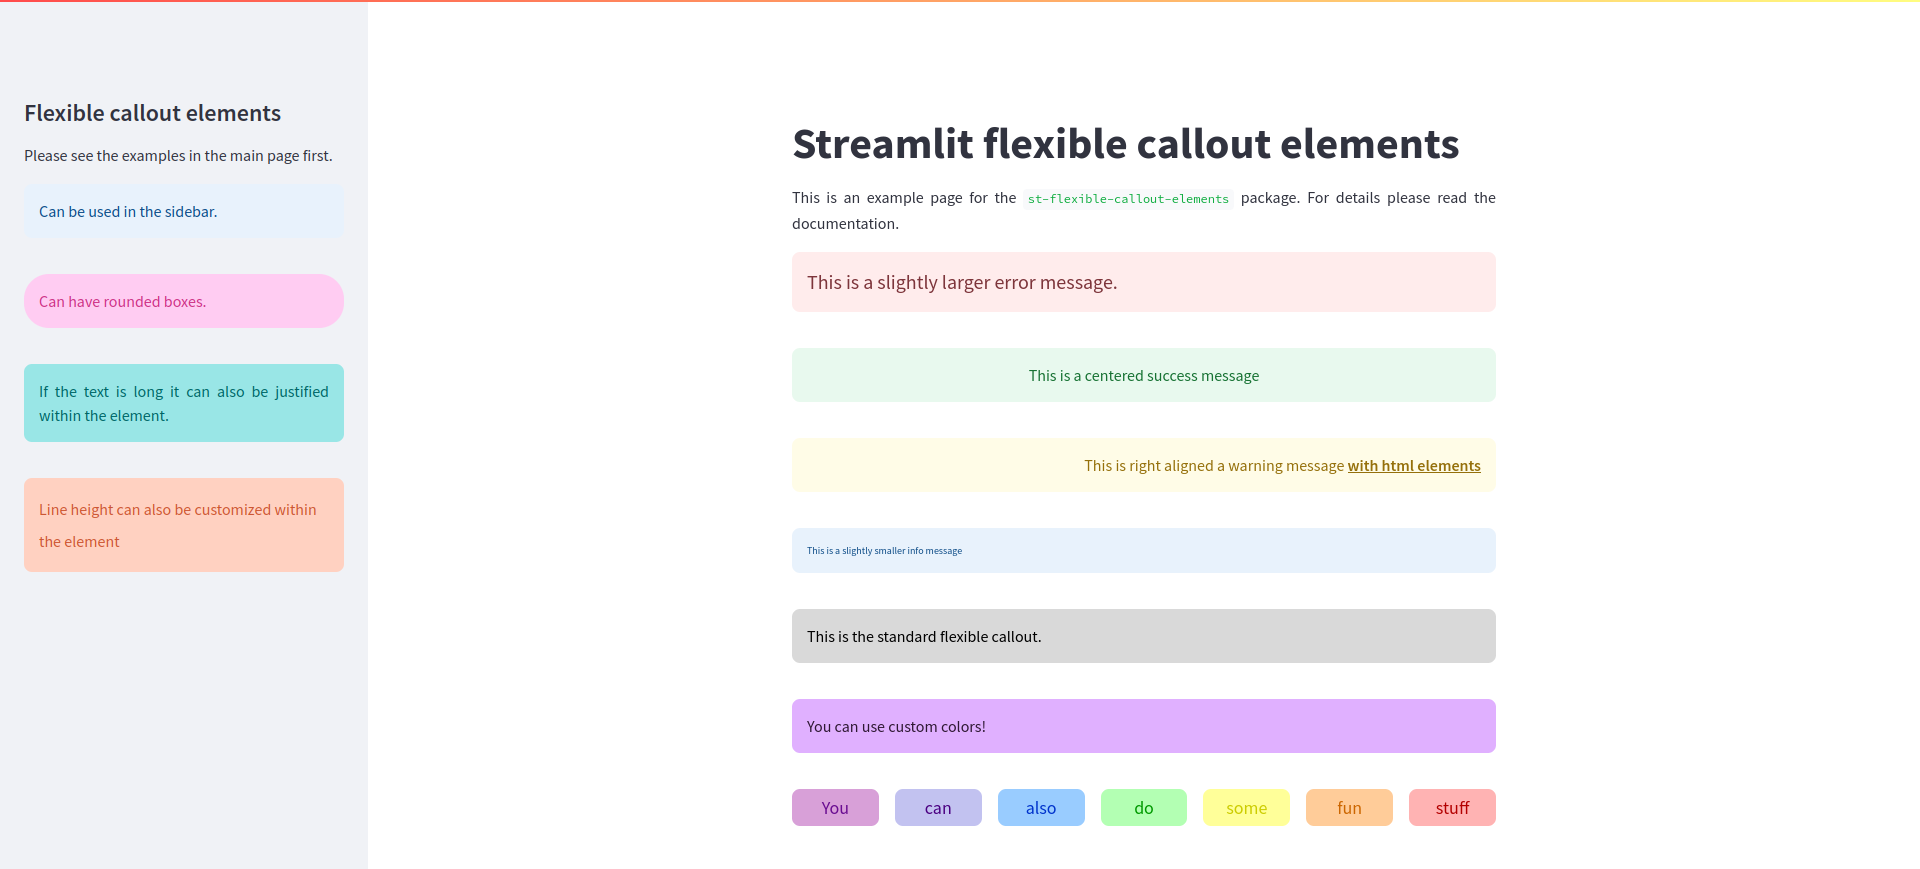 Flexible callout elements
Please see the examples in the main page first.
Can be used in the sidebar.
Can have rounded boxes.
If the text is long it can also be justified
within the element.
Line height can also be customized within
the element
Streamlit flexible callout elements
This is an example page for the st-flexible-callout-elements package. For details please read the
documentation.
This is a slightly larger error message.
This is a centered success message
This is right aligned a warning message with html elements
This is a slightly smaller info message
This is the standard flexible callout.
You can use custom colors!
You can also do some fun stuff